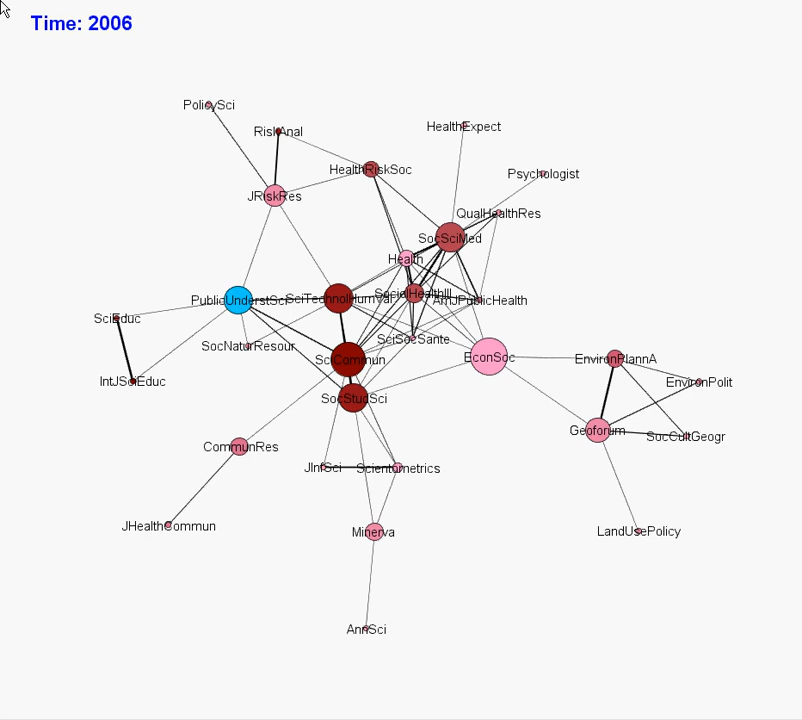 Time: 2006
PolicySci
HealthExpect
RiskAnal
HealthRiskSoc
Psychologist
JRiskRes
QualHealthRes
SocSciMed
Health
PublicUnderstSci
SciTechnolHumVal
SociolHealthIll
AmJPublicHealth
SciEduc
SocNaturResour
SciSocSante
SciCommun
EconSoc
EnvironPlannA
IntJSciEduc
EnvironPolit
SocStudSci
Geoforum
SocCultGeogr
CommunRes
JInfSci
Scientometrics
JHealthCommun
Minerva
LandUsePolicy
AnnSci